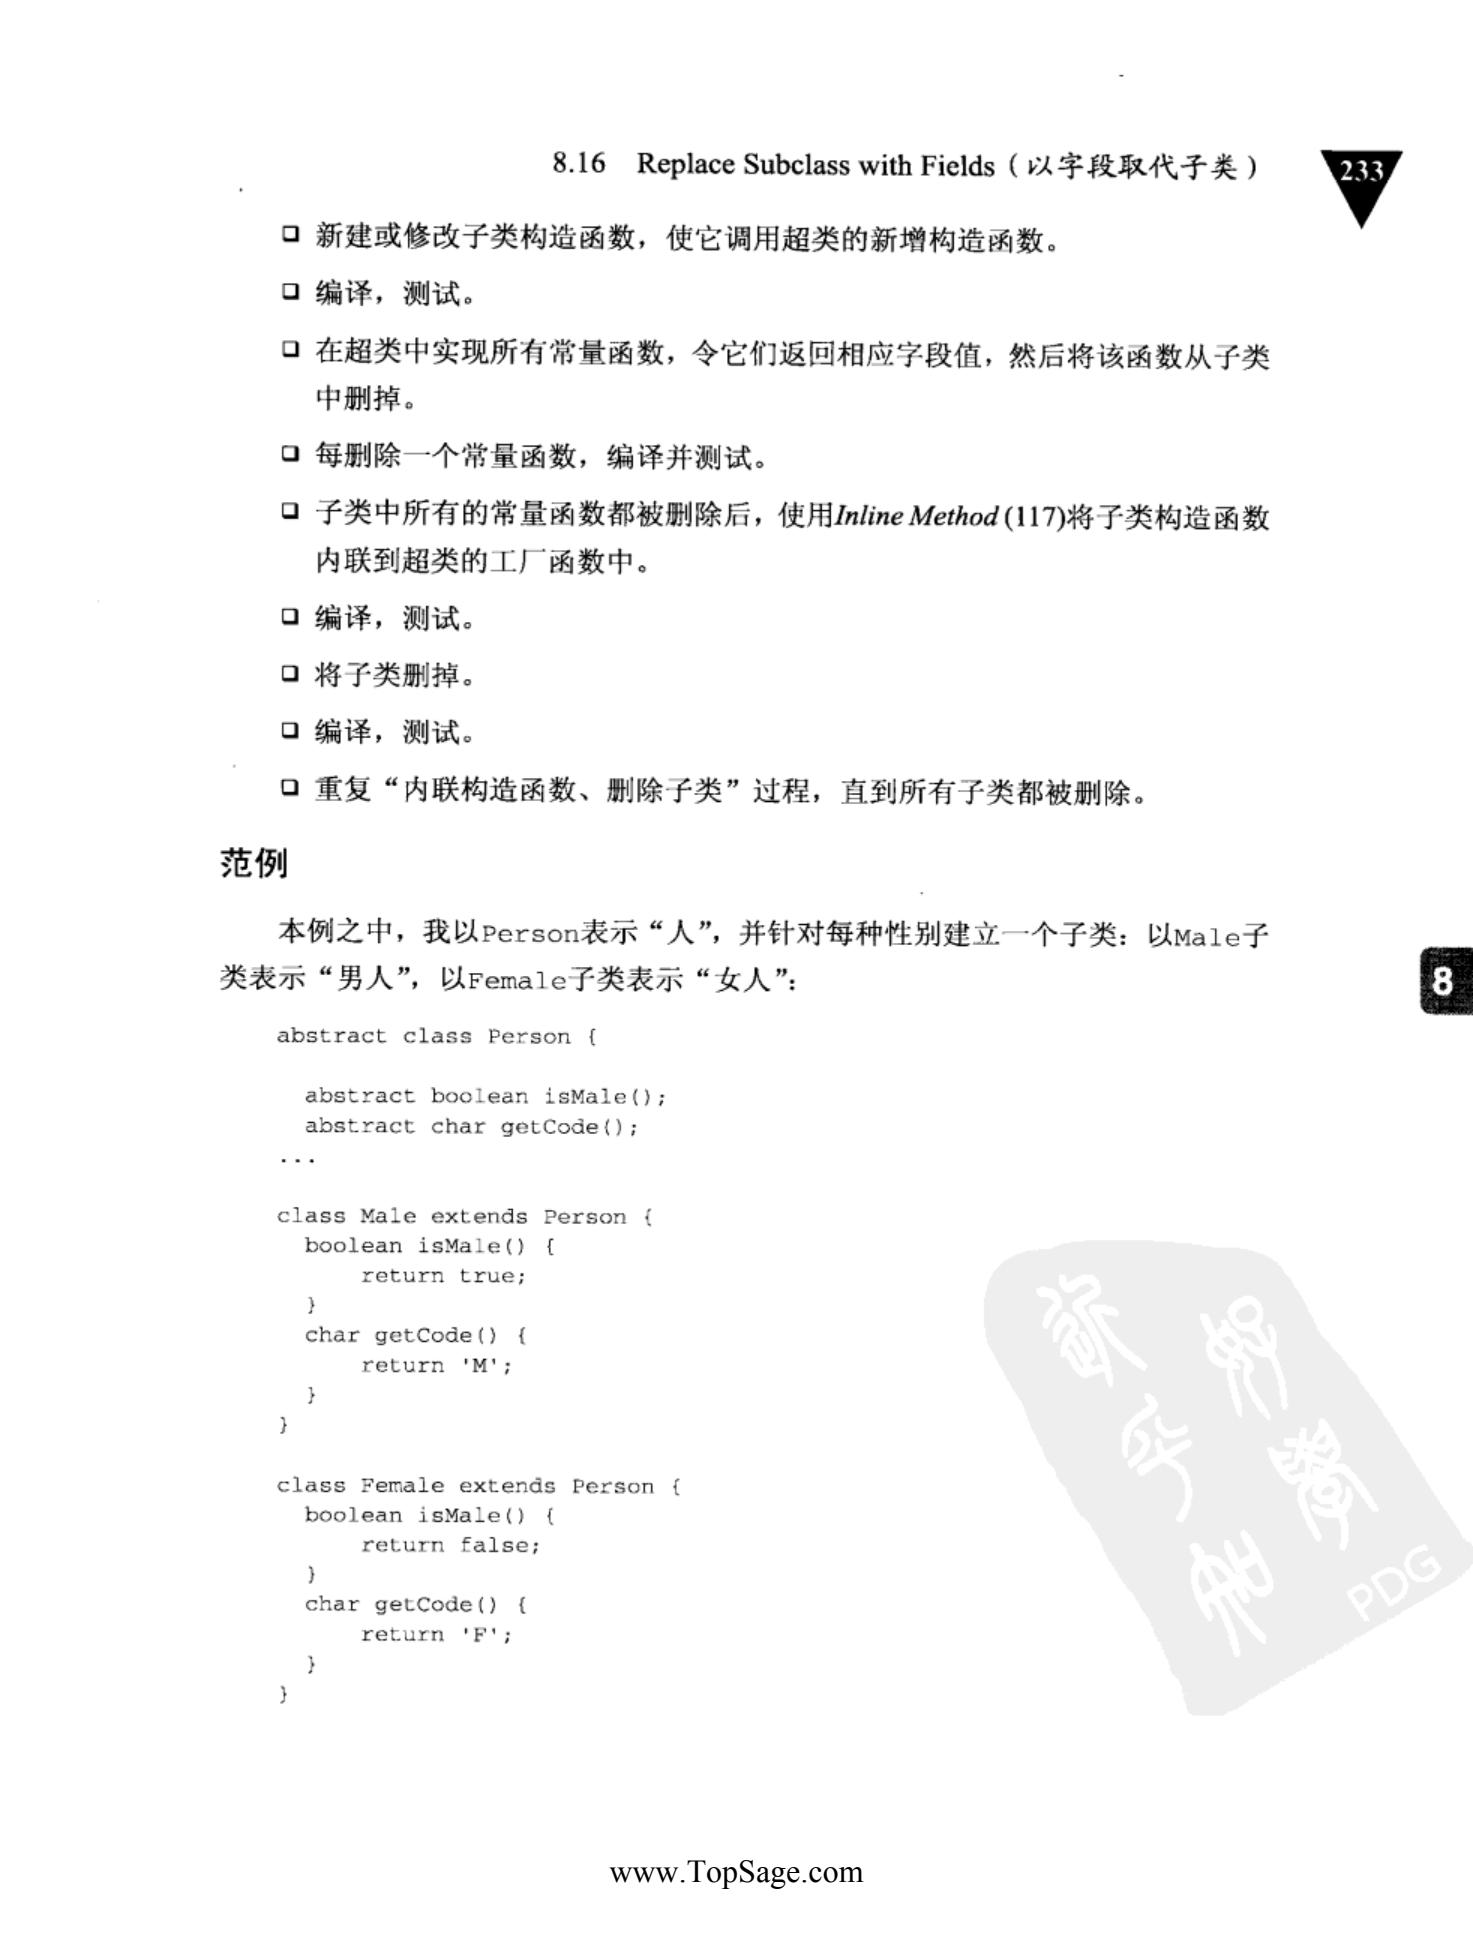 8.16 Replace Subclass with Fields（以字段取代子类）
233
❑ 新建或修改子类构造函数，使它调用超类的新增构造函数。
❑ 编译，测试。
❑ 在超类中实现所有常量函数，令它们返回相应字段值，然后将该函数从子类
中删掉。
❑ 每删除一个常量函数，编译并测试。
❑ 子类中所有的常量函数都被删除后，使用Inline Method (117)将子类构造函数
内联到超类的工厂函数中。
❑ 编译，测试。
❑ 将子类删掉。
❑ 编译，测试。
❑ 重复“内联构造函数、删除子类”过程，直到所有子类都被删除。
范例
本例之中，我以Person表示“人”，并针对每种性别建立一个子类：以Male子
类表示“男人”，以Female子类表示“女人”：
8
abstract class Person {
abstract boolean isMale();
abstract char getCode();
...
class Male extends Person {
boolean isMale() {
return true;
}
char getCode() {
return 'M';
}
}
class Female extends Person {
boolean isMale() {
return false;
}
char getCode() {
return 'F';
}
}
PDG
www.TopSage.com